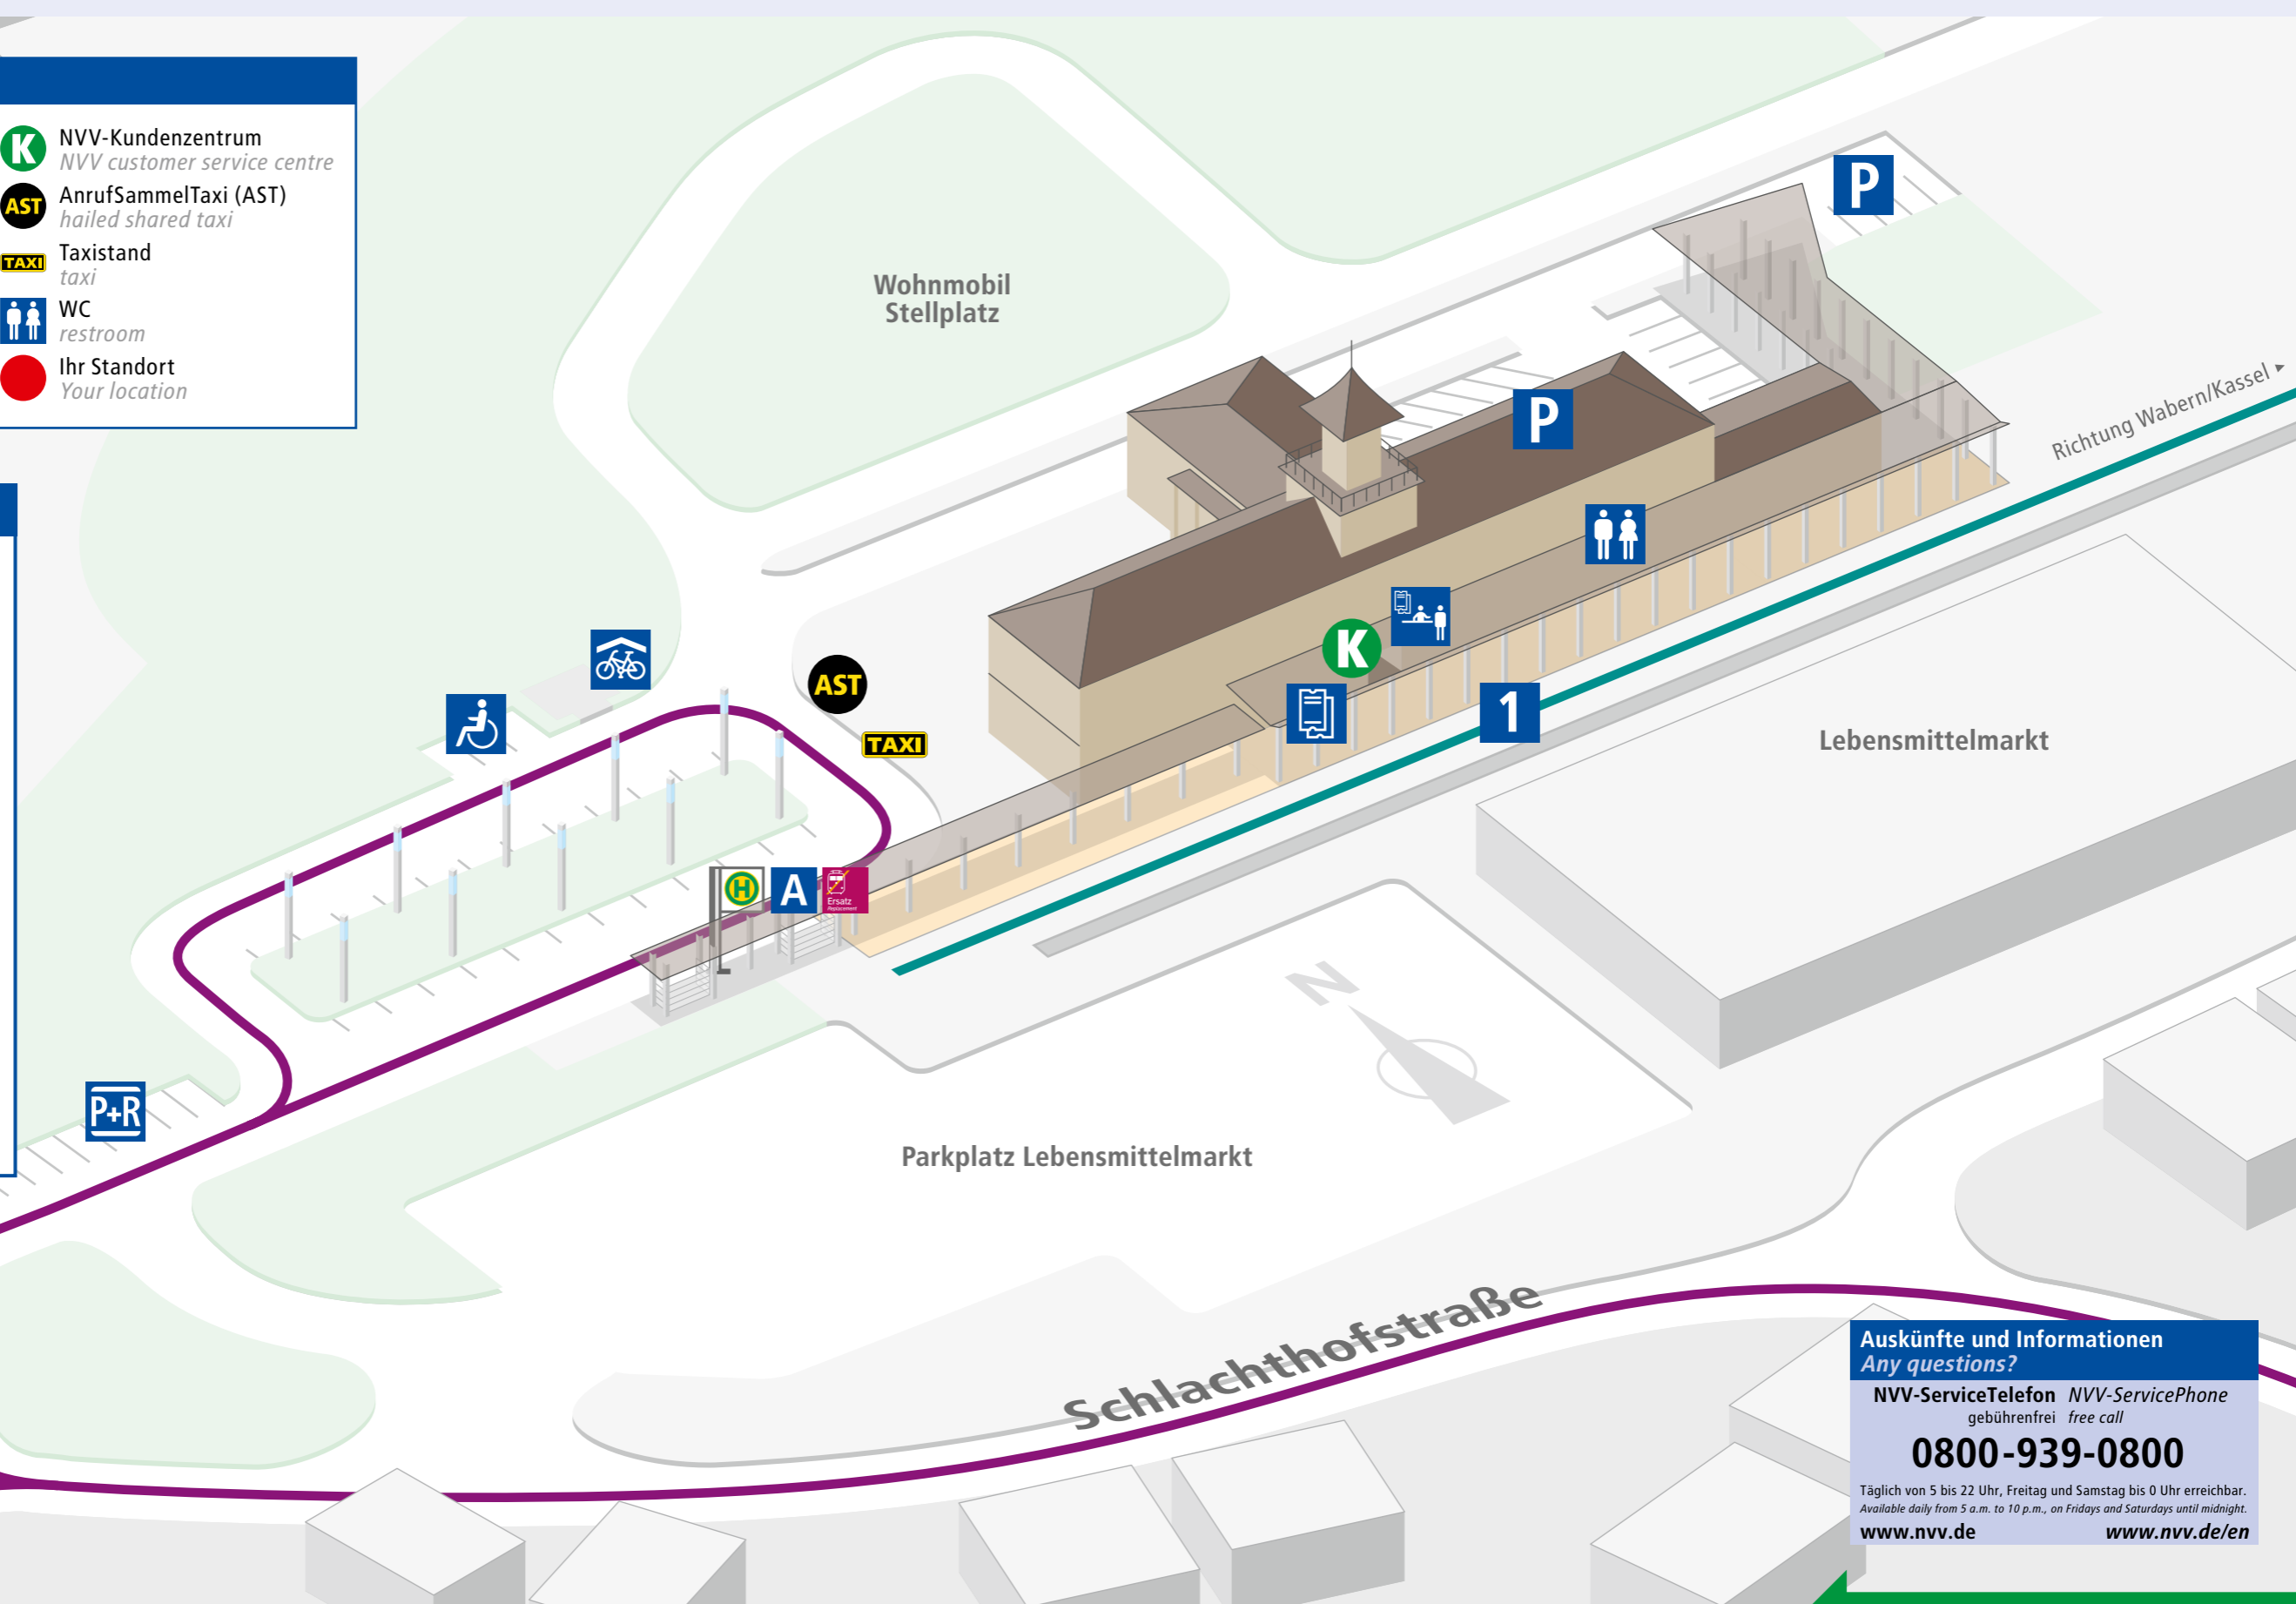 K
NVV-Kundenzentrum
NVV customer service centre
AST
AnrufSammelTaxi (AST)
hailed shared taxi
TAXI
Taxistand
taxi
WC
restroom
Ihr Standort
Your location
Wohnmobil
Stellplatz
P
P
Richtung Wabern/Kassel
K
1
AST
TAXI
Lebensmittelmarkt
H
A
Ersatz
Replacement
N
P+R
Parkplatz Lebensmittelmarkt
Schlachthofstraße
Auskünfte und Informationen
Any questions?
NVV-ServiceTelefon NVV-ServicePhone
gebührenfrei free call
0800-939-0800
Täglich von 5 bis 22 Uhr, Freitag und Samstag bis 0 Uhr erreichbar.
Available daily from 5 a.m. to 10 p.m., on Fridays and Saturdays until midnight.
www.nvv.de www.nvv.de/en